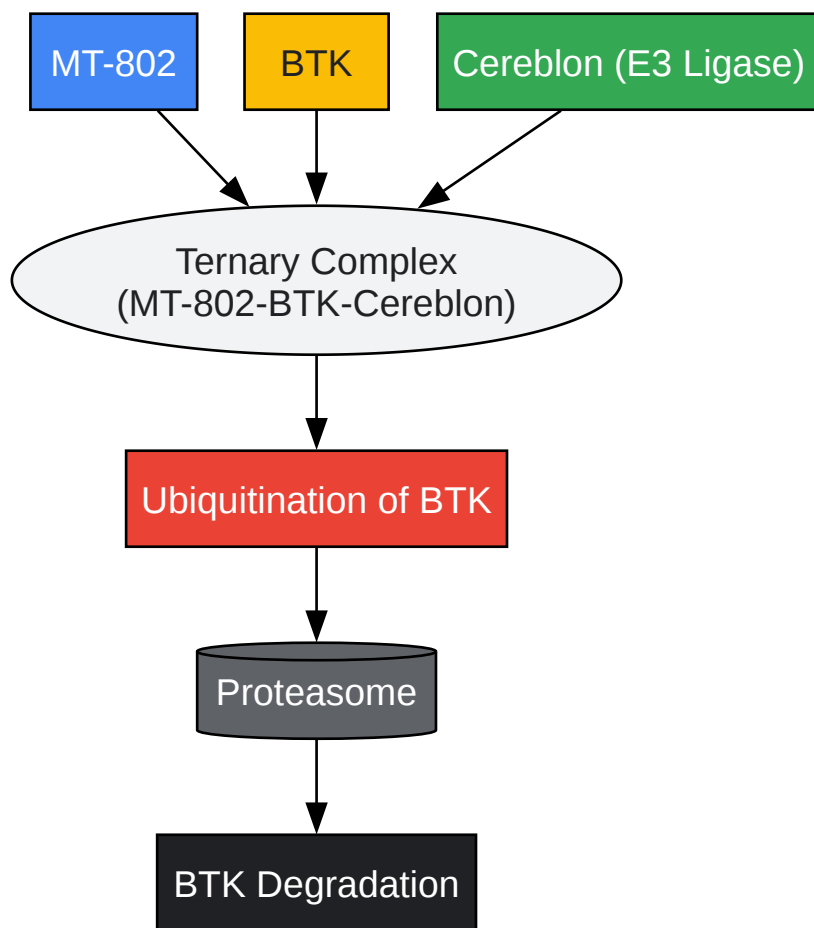 MT-802
BTK
Cereblon (E3 Ligase)
Ternary Complex
(MT-802-BTK-Cereblon)
Ubiquitination of BTK
Proteasome
BTK Degradation